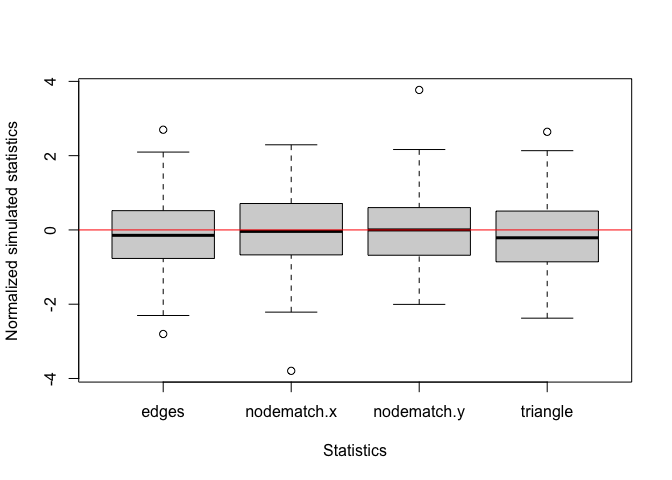 Normalized simulated statistics
4
2
0
-2
-4
edges nodematch.x nodematch.y triangle
Statistics